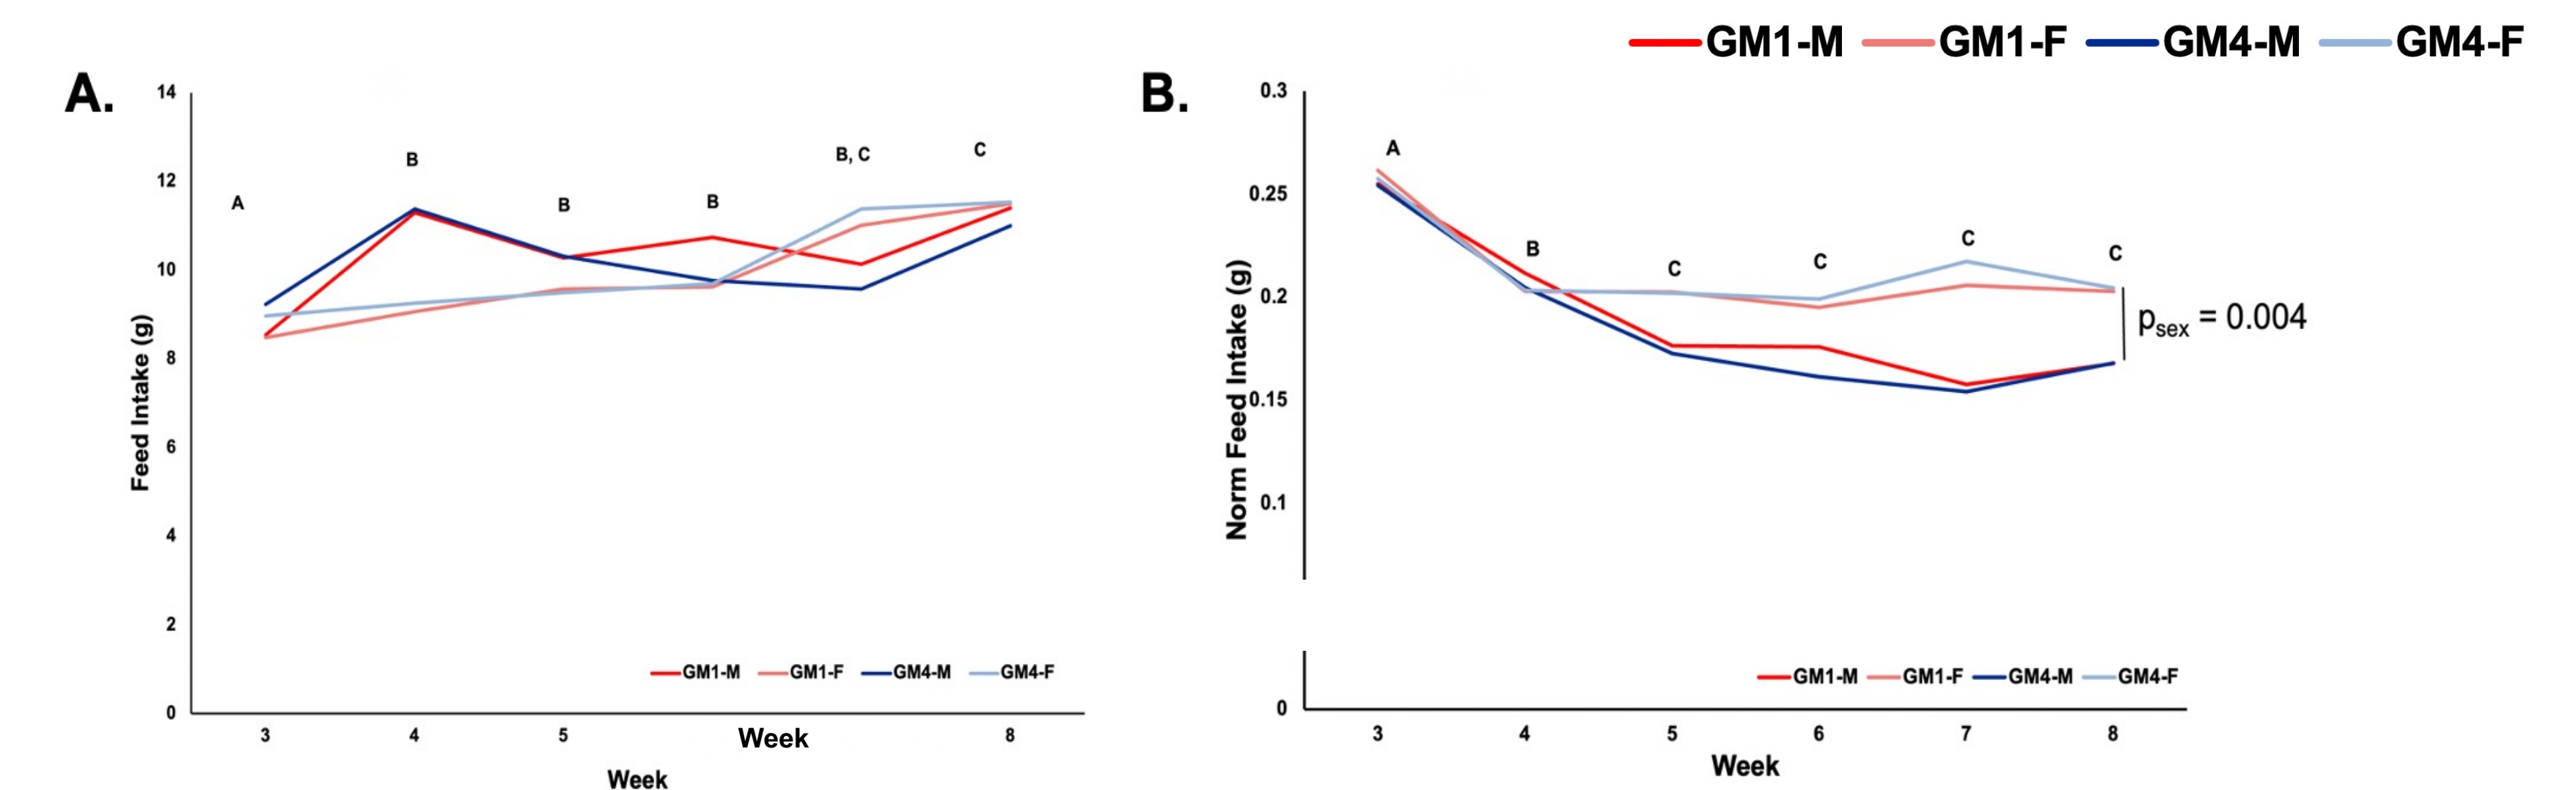 GM1-M GM1-F GM4-M GM4-F
A.
14
12
10
8
6
4
2
0
Feed Intake (g)
A
B
B
B
B, C
C
GM1-M GM1-F GM4-M GM4-F
3 4 5 Week 8
Week
B.
0.3
0.25
0.2
0.15
0.1
0
Norm Feed Intake (g)
A
B
C
C
C
C
psex = 0.004
GM1-M GM1-F GM4-M GM4-F
3 4 5 6 7 8
Week